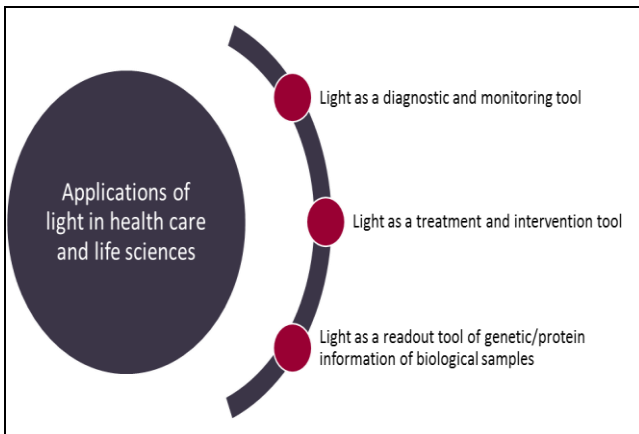 Applications of
light in health care
and life sciences
Light as a diagnostic and monitoring tool
Light as a treatment and intervention tool
Light as a readout tool of genetic/protein
information of biological samples